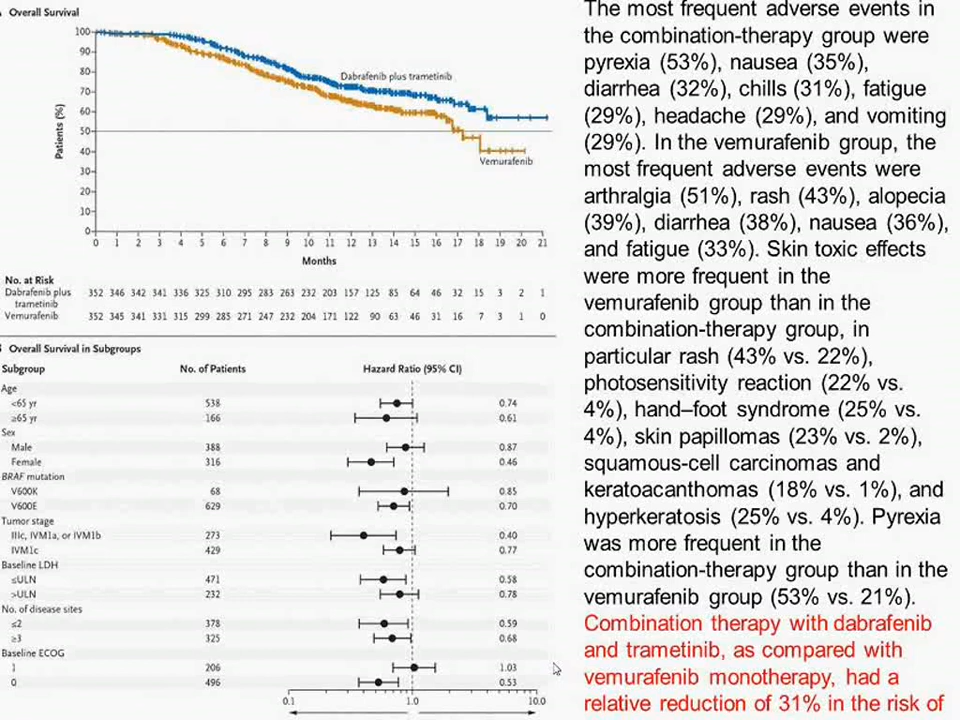 Overall Survival
100
90
80
70
60
50
40
30
20
10
0
Patients (%)
Dabrafenib plus trametinib
Vemurafenib
0 1 2 3 4 5 6 7 8 9 10 11 12 13 14 15 16 17 18 19 20 21
Months
No. at Risk
Dabrafenib plus trametinib 352 346 342 341 336 325 310 295 283 263 232 203 157 125 85 64 46 32 15 3 2 1
Vemurafenib 352 345 341 331 315 299 285 271 247 232 204 171 122 90 63 46 31 16 7 3 1 0
Overall Survival in Subgroups
Subgroup No. of Patients Hazard Ratio (95% CI)
Age
<65 yr 538 0.74
≥65 yr 166 0.61
Sex
Male 388 0.87
Female 316 0.46
BRAF mutation
V600K 68 0.85
V600E 629 0.70
Tumor stage
IIIc, IVM1a, or IVM1b 273 0.40
IVM1c 429 0.77
Baseline LDH
≤ULN 471 0.58
>ULN 232 0.78
No. of disease sites
≤2 378 0.59
≥3 325 0.68
Baseline ECOG
1 206 1.03
0 496 0.53
0.1 1.0 10.0
The most frequent adverse events in
the combination-therapy group were
pyrexia (53%), nausea (35%),
diarrhea (32%), chills (31%), fatigue
(29%), headache (29%), and vomiting
(29%). In the vemurafenib group, the
most frequent adverse events were
arthralgia (51%), rash (43%), alopecia
(39%), diarrhea (38%), nausea (36%),
and fatigue (33%). Skin toxic effects
were more frequent in the
vemurafenib group than in the
combination-therapy group, in
particular rash (43% vs. 22%),
photosensitivity reaction (22% vs.
4%), hand–foot syndrome (25% vs.
4%), skin papillomas (23% vs. 2%),
squamous-cell carcinomas and
keratoacanthomas (18% vs. 1%), and
hyperkeratosis (25% vs. 4%). Pyrexia
was more frequent in the
combination-therapy group than in the
vemurafenib group (53% vs. 21%).
Combination therapy with dabrafenib
and trametinib, as compared with
vemurafenib monotherapy, had a
relative reduction of 31% in the risk of